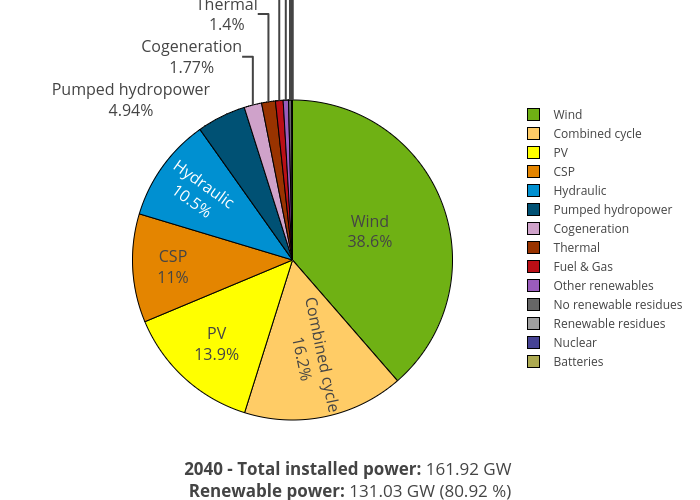 Thermal
1.4%
Cogeneration
1.77%
Pumped hydropower
4.94%
Hydraulic
10.5%
Wind
38.6%
CSP
11%
PV
13.9%
Combined cycle
16.2%
Wind
Combined cycle
PV
CSP
Hydraulic
Pumped hydropower
Cogeneration
Thermal
Fuel & Gas
Other renewables
No renewable residues
Renewable residues
Nuclear
Batteries
2040 - Total installed power: 161.92 GW
Renewable power: 131.03 GW (80.92 %)